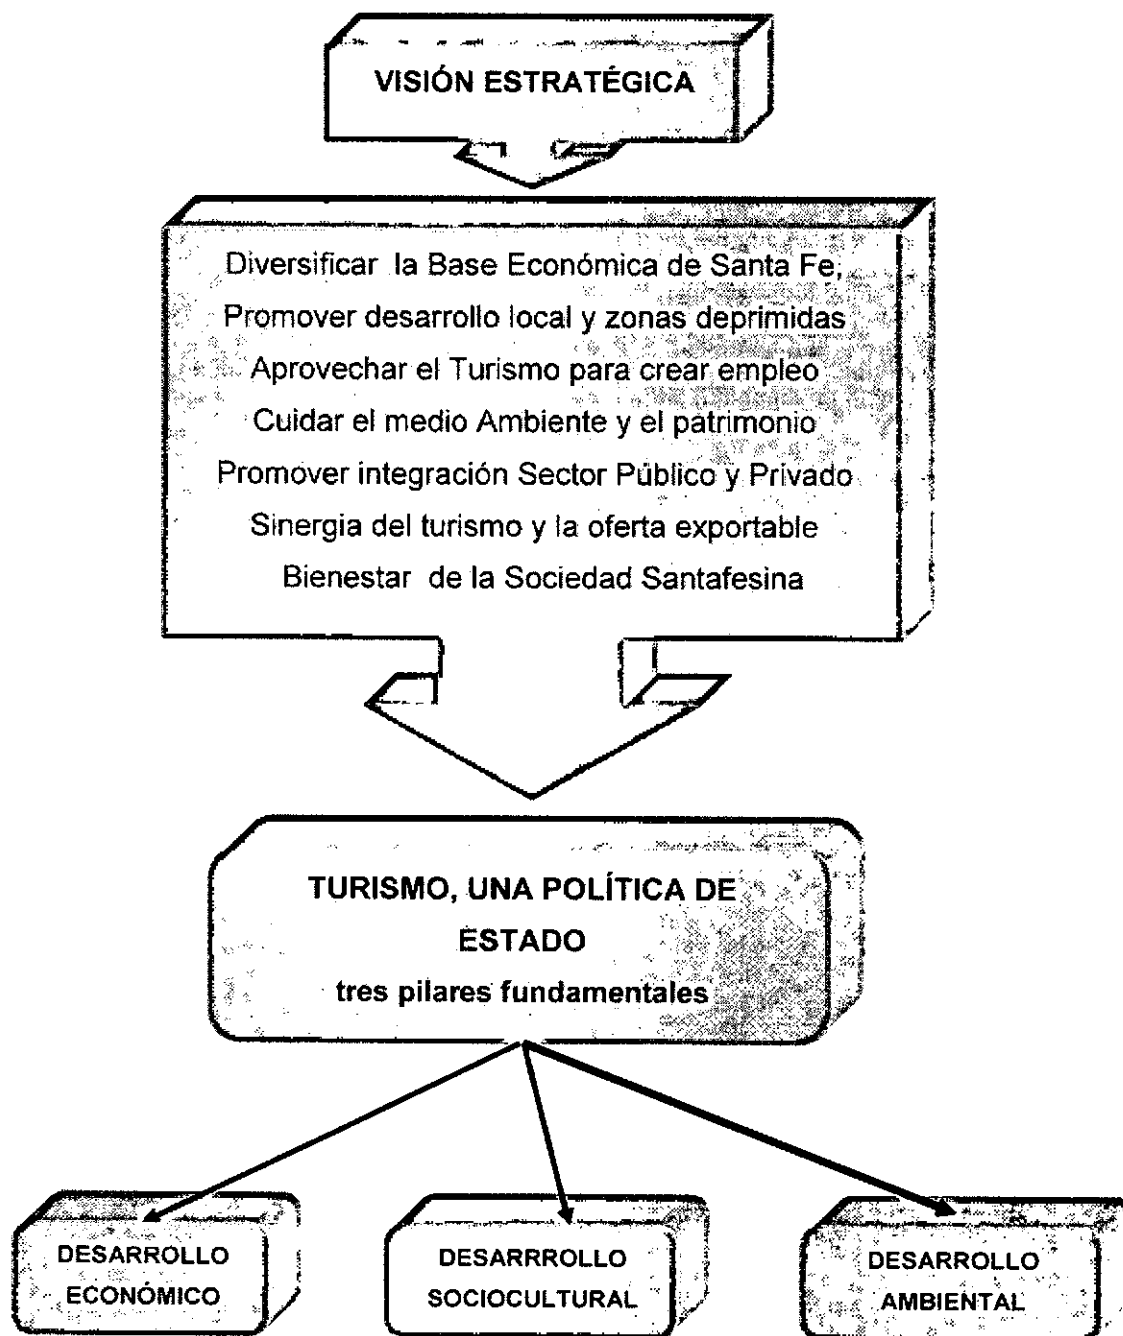 VISIÓN ESTRATÉGICA
Diversificar la Base Económica de Santa Fe,
Promover desarrollo local y zonas deprimidas
Aprovechar el Turismo para crear empleo
Cuidar el medio Ambiente y el patrimonio
Promover integración Sector Público y Privado
Sinergia del turismo y la oferta exportable
Bienestar de la Sociedad Santafesina
TURISMO, UNA POLÍTICA DE
ESTADO
tres pilares fundamentales
DESARROLLO
ECONÓMICO
DESARRROLLO
SOCIOCULTURAL
DESARROLLO
AMBIENTAL